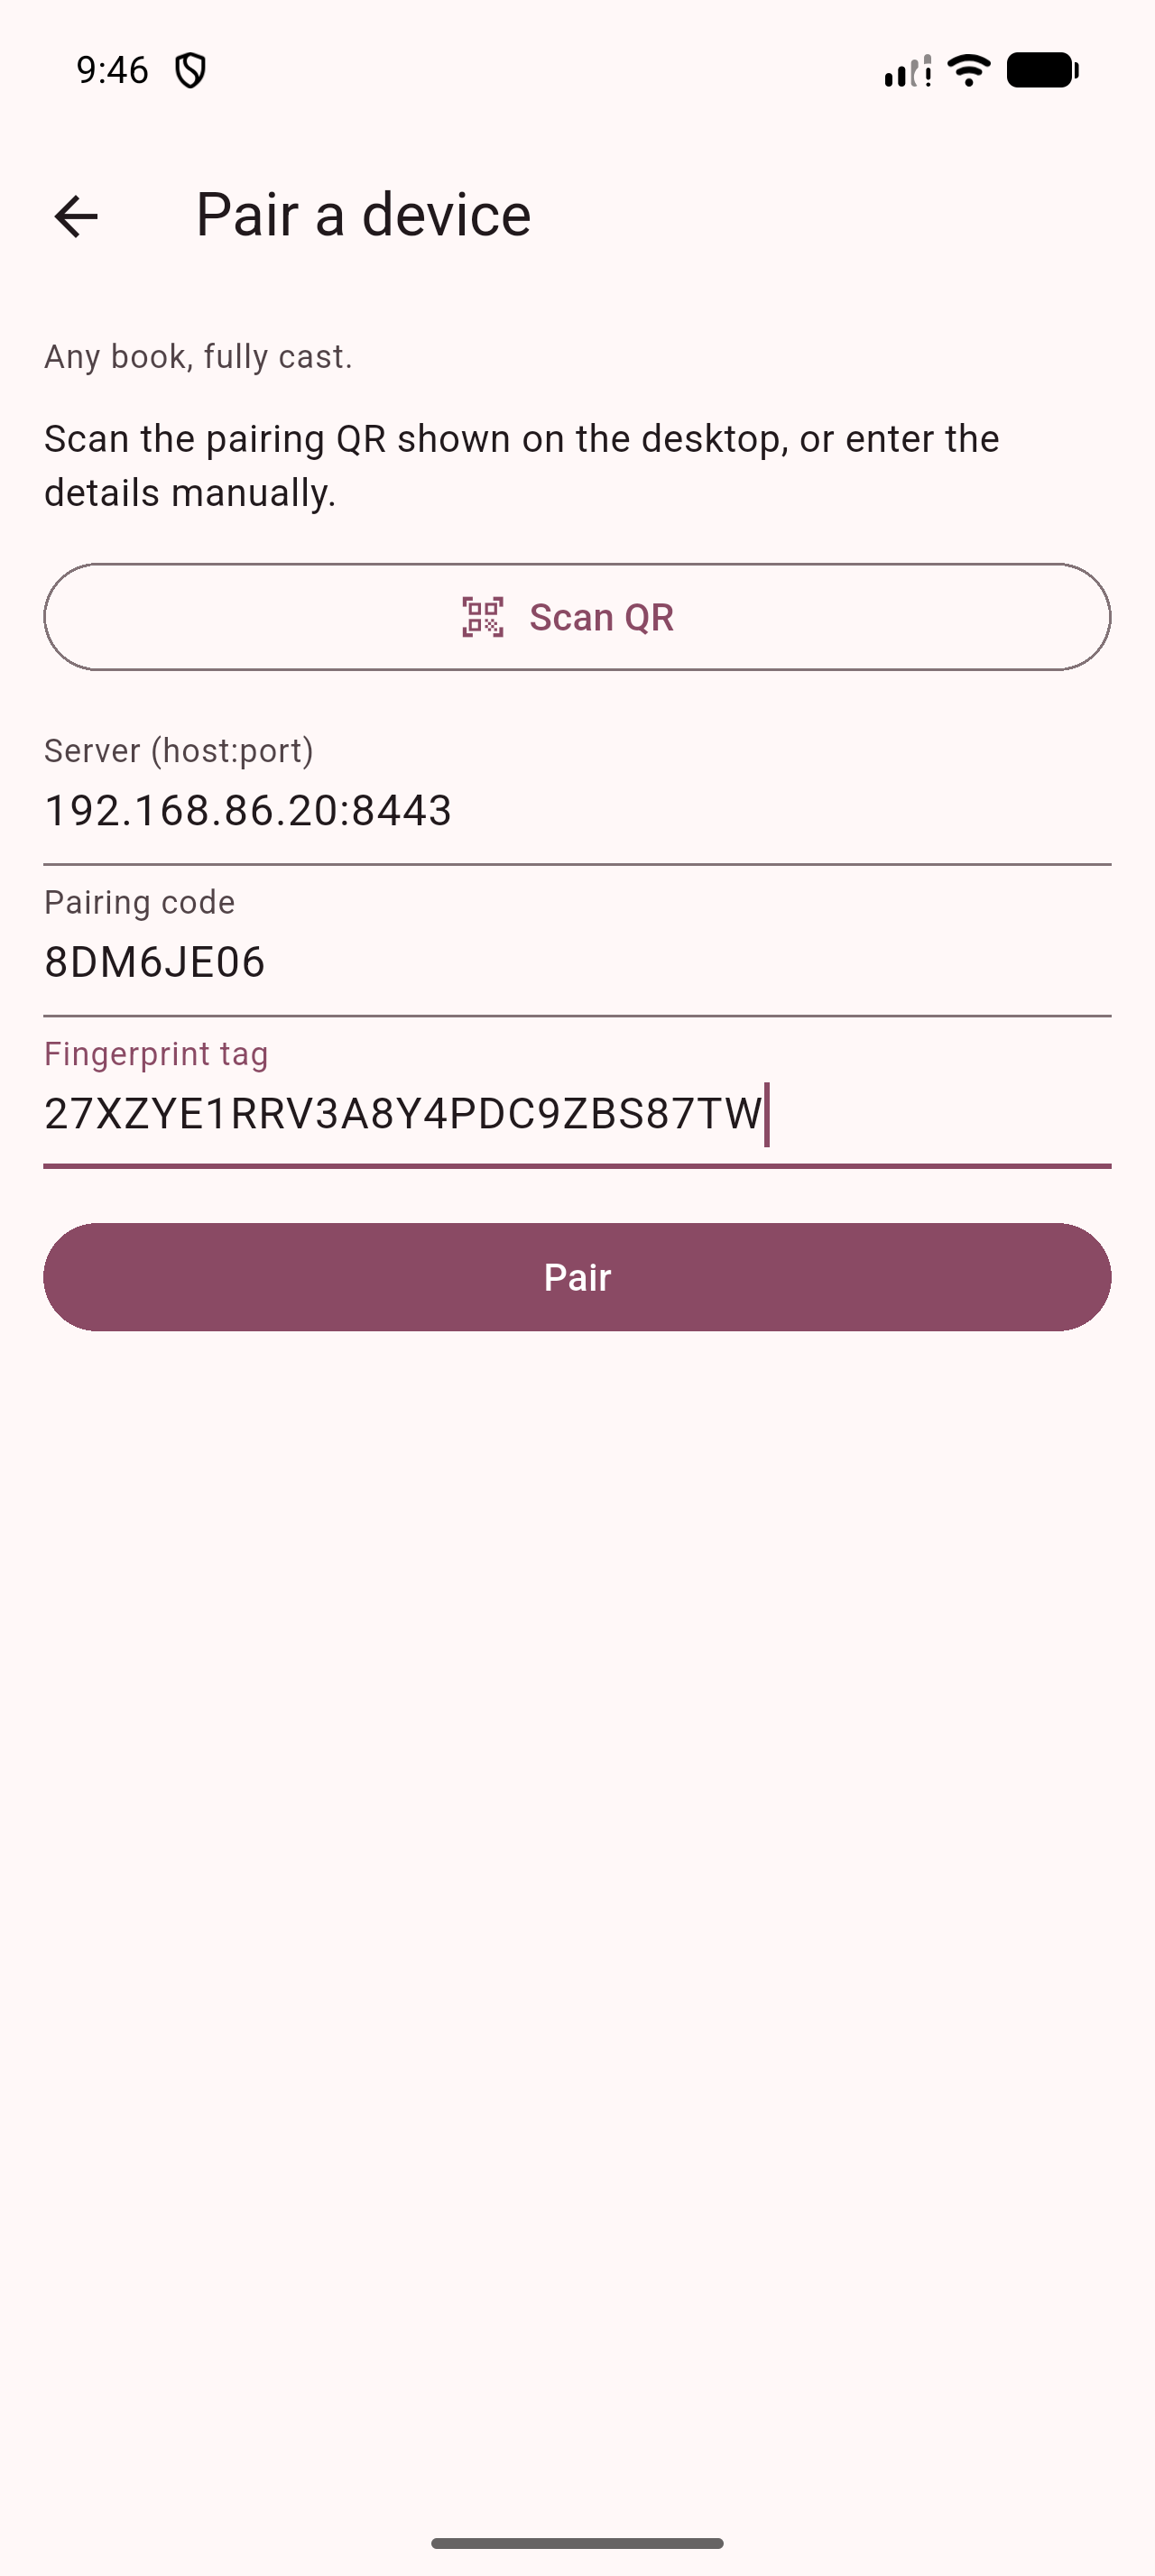 9:46
Pair a device
Any book, fully cast.
Scan the pairing QR shown on the desktop, or enter the
details manually.
Scan QR
Server (host:port)
192.168.86.20:8443
Pairing code
8DM6JE06
Fingerprint tag
27XZYE1RRV3A8Y4PDC9ZBS87TW
Pair